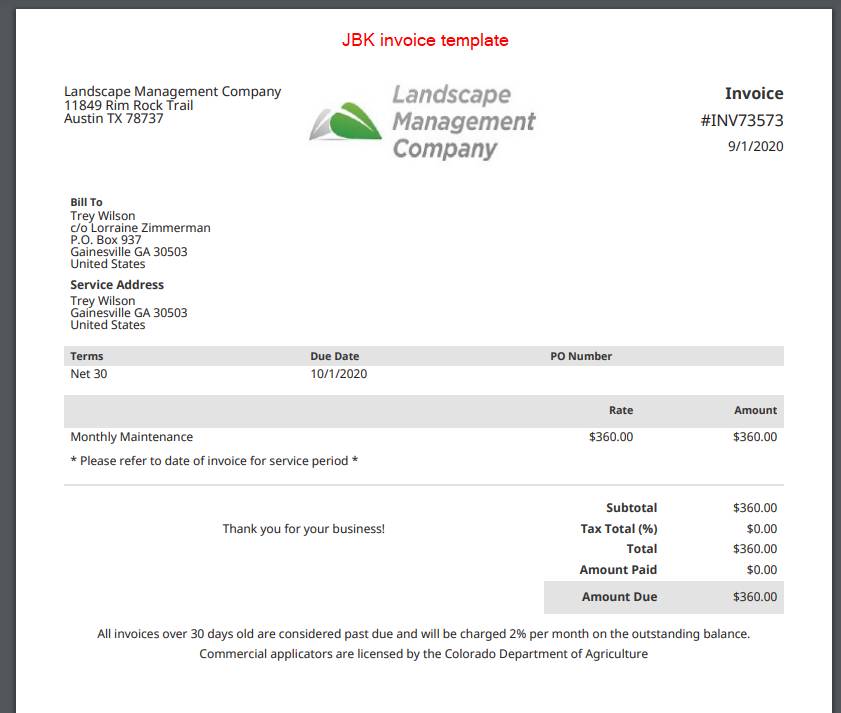 JBK invoice template
Landscape Management Company
11849 Rim Rock Trail
Austin TX 78737
Landscape
Management
Company
Invoice
#INV73573
9/1/2020
Bill To
Trey Wilson
c/o Lorraine Zimmerman
P.O. Box 937
Gainesville GA 30503
United States
Service Address
Trey Wilson
Gainesville GA 30503
United States
Terms Due Date PO Number
Net 30 10/1/2020
Rate Amount
Monthly Maintenance $360.00 $360.00
* Please refer to date of invoice for service period *
Subtotal $360.00
Thank you for your business! Tax Total (%) $0.00
Total $360.00
Amount Paid $0.00
Amount Due $360.00
All invoices over 30 days old are considered past due and will be charged 2% per month on the outstanding balance.
Commercial applicators are licensed by the Colorado Department of Agriculture